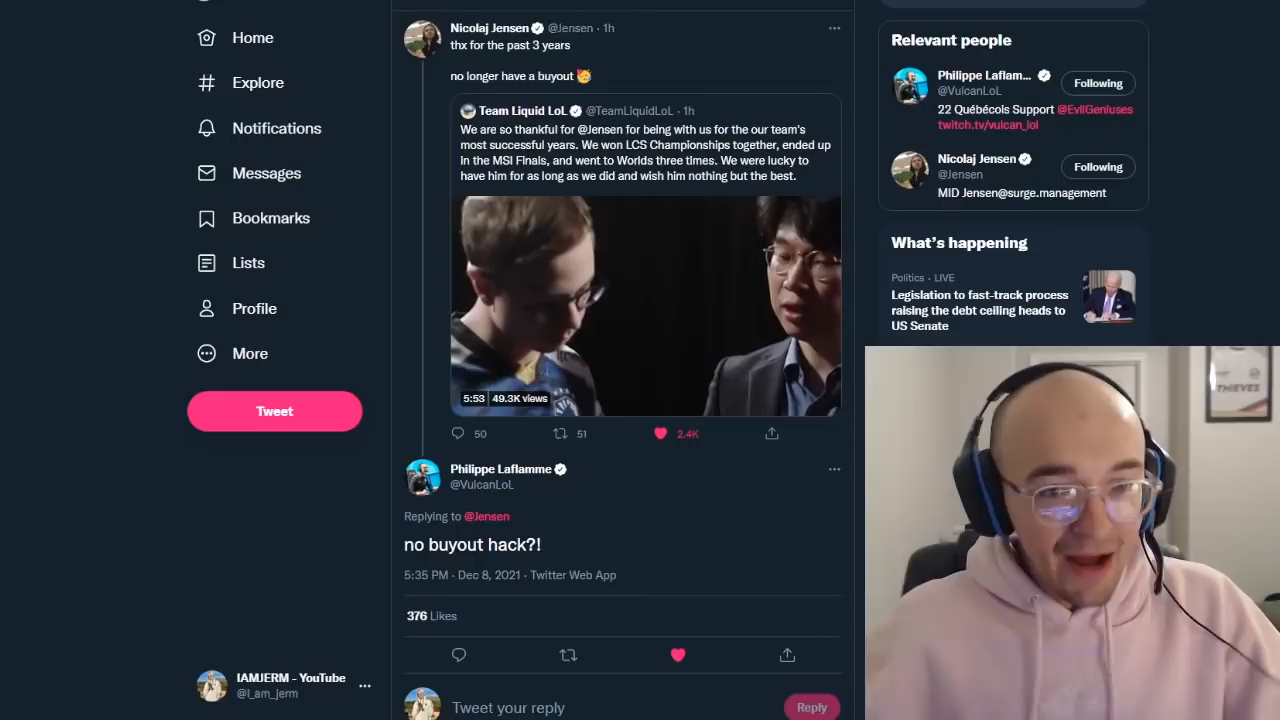 Home
Explore
Notifications
Messages
Bookmarks
Lists
Profile
More
Tweet
IAMJERM - YouTube
@I_am_jerm
Nicolaj Jensen @Jensen · 1h
thx for the past 3 years
no longer have a buyout 🥳
Team Liquid LoL @TeamLiquidLoL · 1h
We are so thankful for @Jensen for being with us for the our team's
most successful years. We won LCS Championships together, ended up
in the MSI Finals, and went to Worlds three times. We were lucky to
have him for as long as we did and wish him nothing but the best.
5:53 49.3K views
50 51 2.4K
Philippe Laflamme
@VulcanLoL
Replying to @Jensen
no buyout hack?!
5:35 PM · Dec 8, 2021 · Twitter Web App
376 Likes
Tweet your reply
Reply
Relevant people
Philippe Laflam...
@VulcanLoL
Following
22 Québécois Support @EvilGeniuses
twitch.tv/vulcan_lol
Nicolaj Jensen
@Jensen
Following
MID Jensen@surge.management
What's happening
Politics · LIVE
Legislation to fast-track process
raising the debt ceiling heads to
US Senate
THIEVES